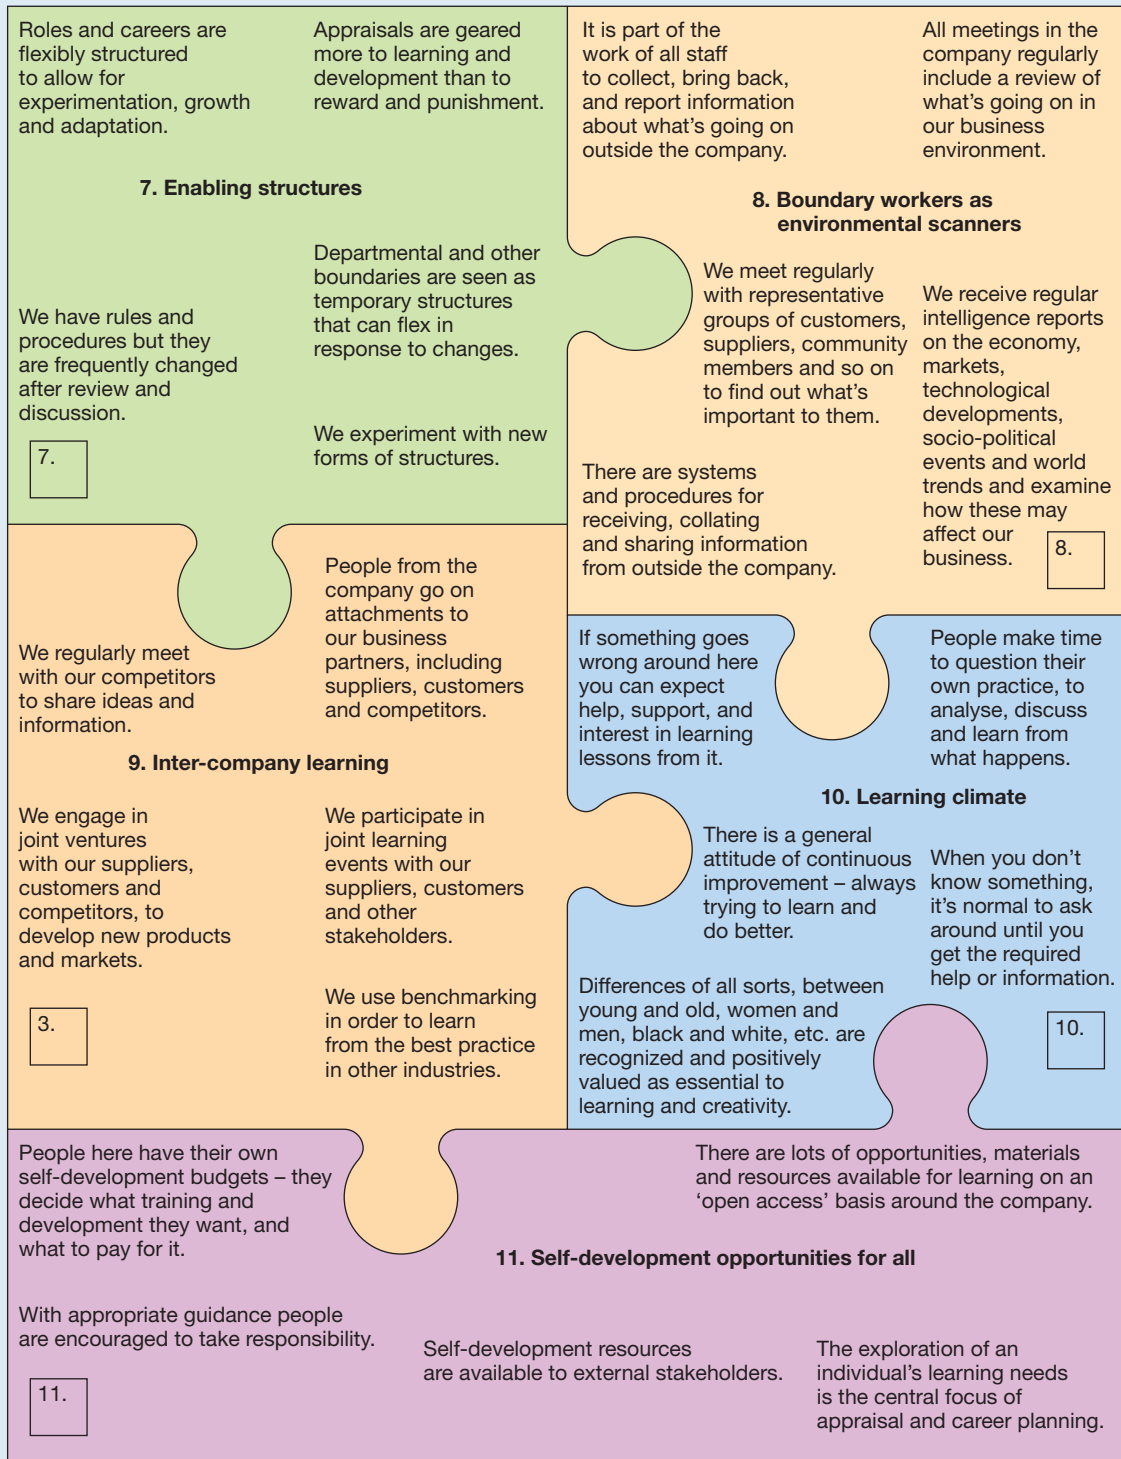 Roles and careers are
flexibly structured
to allow for
experimentation, growth
and adaptation.
Appraisals are geared
more to learning and
development than to
reward and punishment.
7. Enabling structures
We have rules and
procedures but they
are frequently changed
after review and
discussion.
Departmental and other
boundaries are seen as
temporary structures
that can flex in
response to changes.
We experiment with new
forms of structures.
7.
It is part of the
work of all staff
to collect, bring back,
and report information
about what's going on
outside the company.
All meetings in the
company regularly
include a review of
what's going on in
our business
environment.
8. Boundary workers as
environmental scanners
We meet regularly
with representative
groups of customers,
suppliers, community
members and so on
to find out what's
important to them.
We receive regular
intelligence reports
on the economy,
markets,
technological
developments,
socio-political
events and world
trends and examine
how these may
affect our
business.
There are systems
and procedures for
receiving, collating
and sharing information
from outside the company.
8.
We regularly meet
with our competitors
to share ideas and
information.
People from the
company go on
attachments to
our business
partners, including
suppliers, customers
and competitors.
9. Inter-company learning
We engage in
joint ventures
with our suppliers,
customers and
competitors, to
develop new products
and markets.
We participate in
joint learning
events with our
suppliers, customers
and other
stakeholders.
We use benchmarking
in order to learn
from the best practice
in other industries.
3.
If something goes
wrong around here
you can expect
help, support, and
interest in learning
lessons from it.
People make time
to question their
own practice, to
analyse, discuss
and learn from
what happens.
10. Learning climate
There is a general
attitude of continuous
improvement – always
trying to learn and
do better.
When you don't
know something,
it's normal to ask
around until you
get the required
help or information.
Differences of all sorts, between
young and old, women and
men, black and white, etc. are
recognized and positively
valued as essential to
learning and creativity.
10.
People here have their own
self-development budgets – they
decide what training and
development they want, and
what to pay for it.
There are lots of opportunities, materials
and resources available for learning on an
'open access' basis around the company.
11. Self-development opportunities for all
With appropriate guidance people
are encouraged to take responsibility.
Self-development resources
are available to external stakeholders.
The exploration of an
individual's learning needs
is the central focus of
appraisal and career planning.
11.